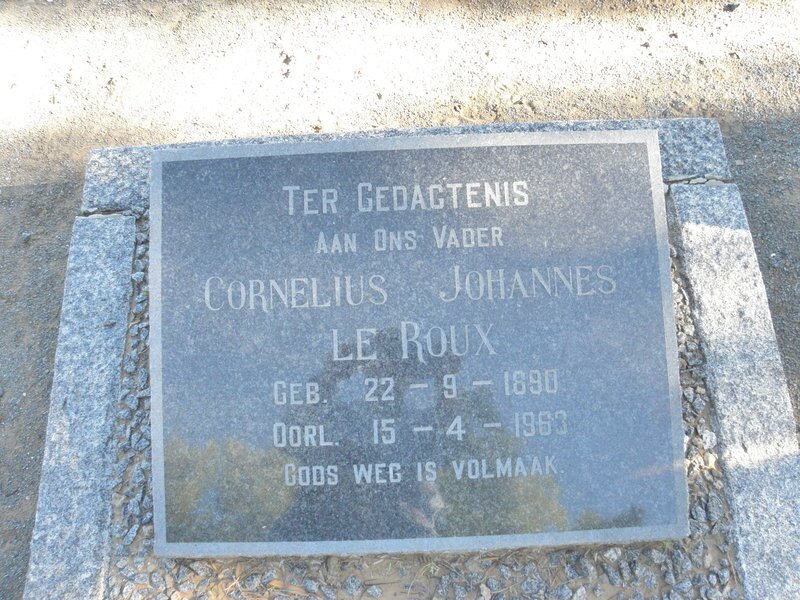 TER GEDAGTENIS
AAN ONS VADER
CORNELIUS JOHANNES
LE ROUX
GEB. 22 - 9 - 1890
OORL. 15 - 4 - 1963
GODS WEG IS VOLMAAK.